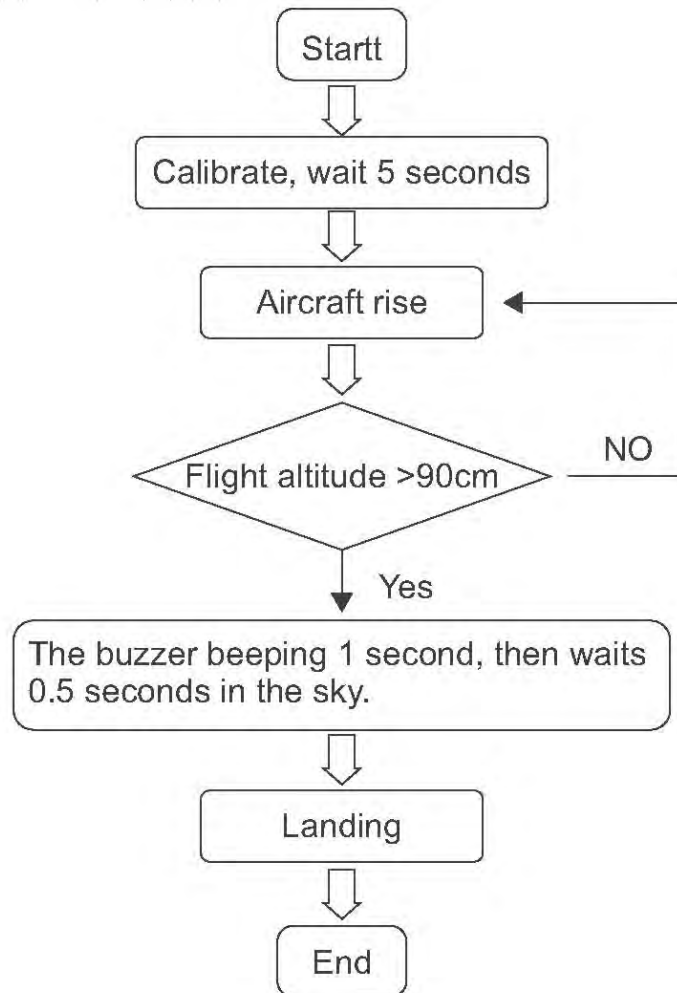 Startt
Calibrate, wait 5 seconds
Aircraft rise
Flight altitude >90cm
NO
Yes
The buzzer beeping 1 second, then waits
0.5 seconds in the sky.
Landing
End